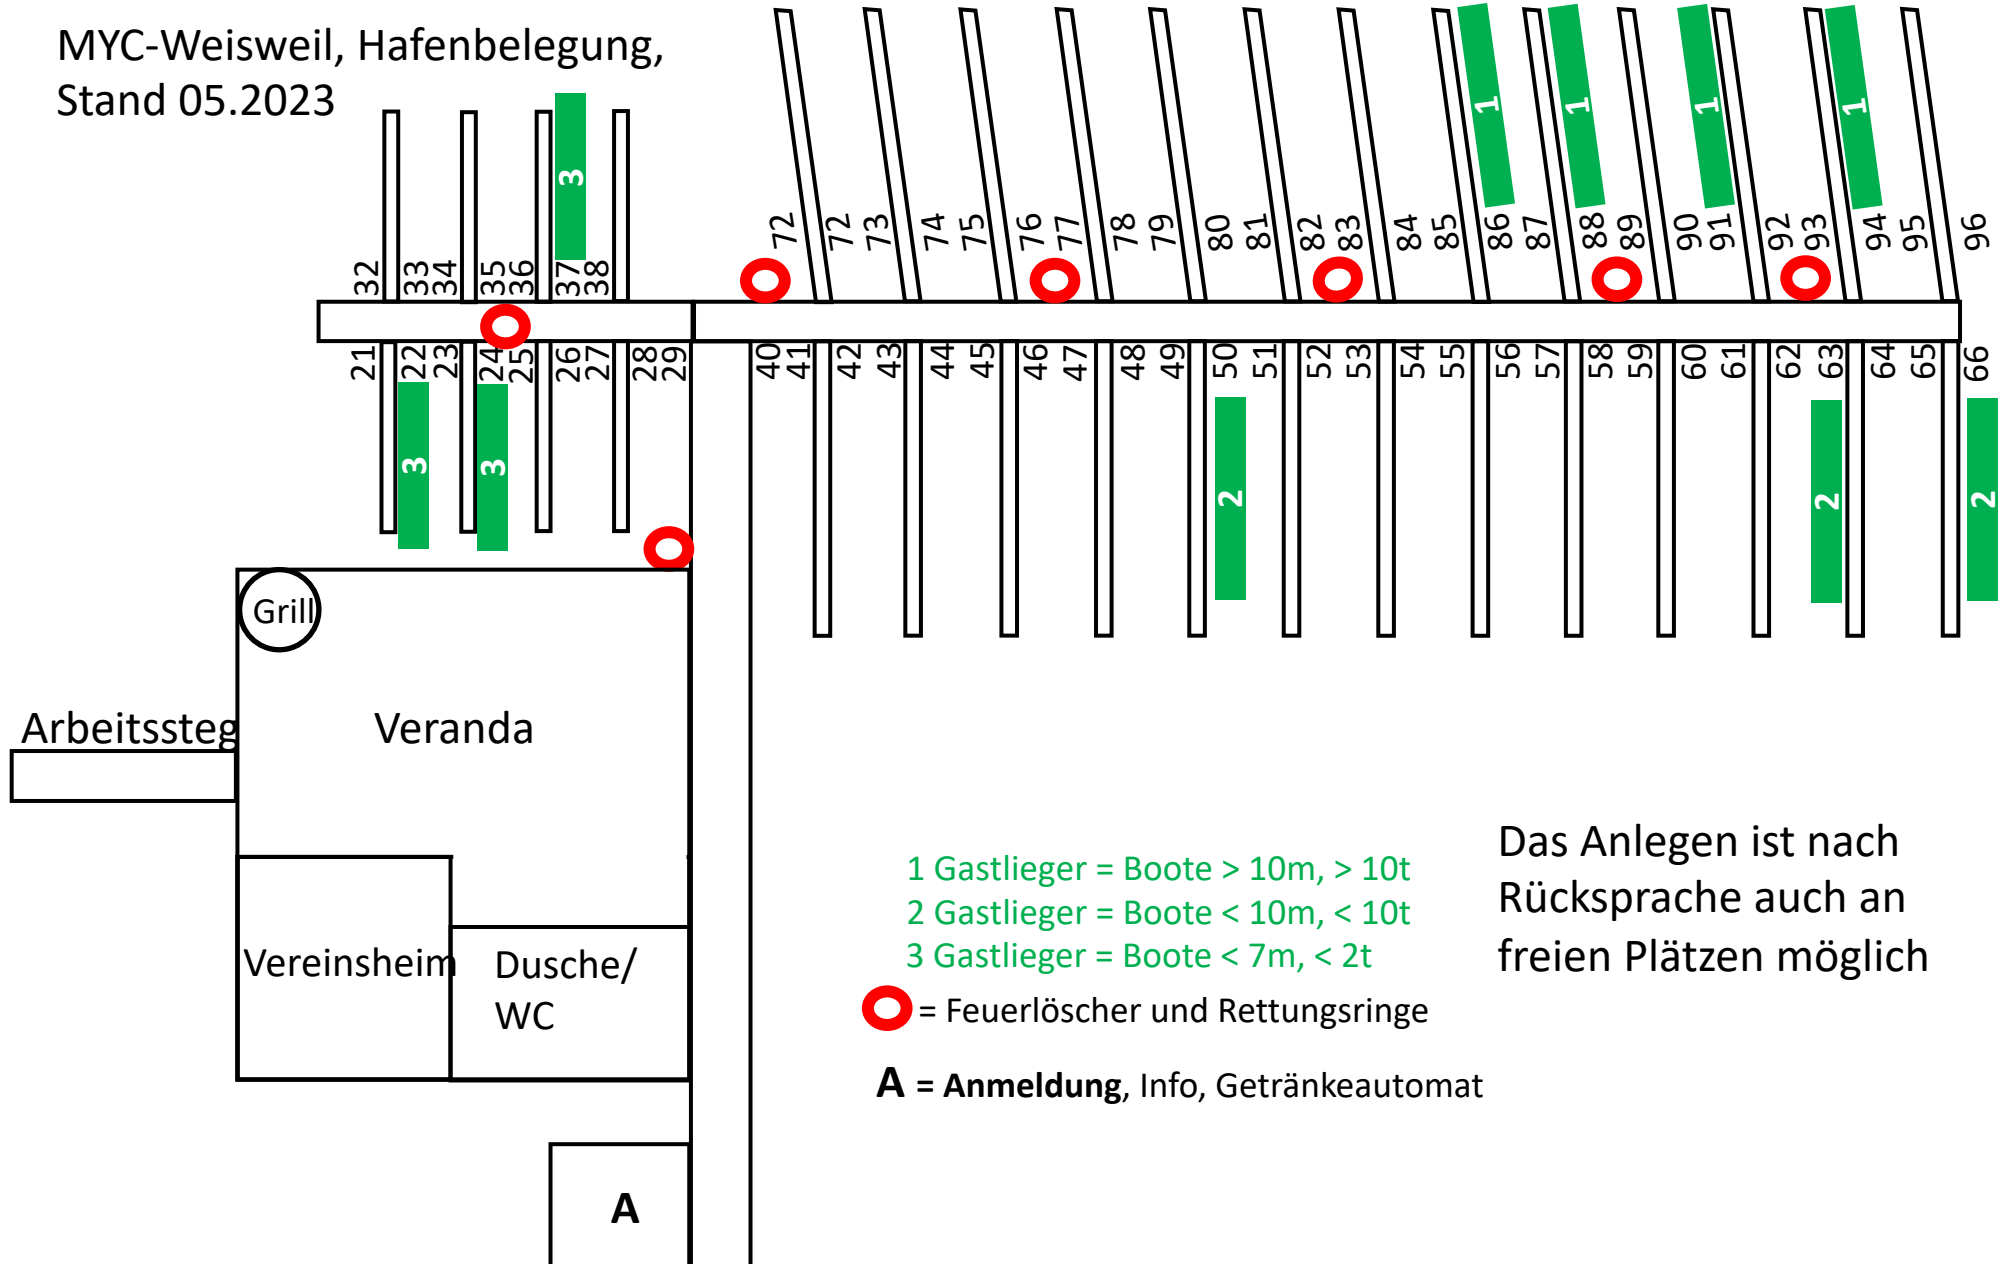 MYC-Weisweil, Hafenbelegung,
Stand 05.2023
1 1 1 1
3
72 72 73 74 75 76 77 78 79 80 81 82 83 84 85 86 87 88 89 90 91 92 93 94 95 96
32 33 34 35 36 37 38
21 22 23 24 25 26 27 28 29 40 41 42 43 44 45 46 47 48 49 50 51 52 53 54 55 56 57 58 59 60 61 62 63 64 65 66
3 3 2 2 2
Grill
Arbeitssteg
Veranda
Vereinsheim
Dusche/
WC
A
1 Gastlieger = Boote > 10m, > 10t
2 Gastlieger = Boote < 10m, < 10t
3 Gastlieger = Boote < 7m, < 2t
= Feuerlöscher und Rettungsringe
A = Anmeldung, Info, Getränkeautomat
Das Anlegen ist nach
Rücksprache auch an
freien Plätzen möglich